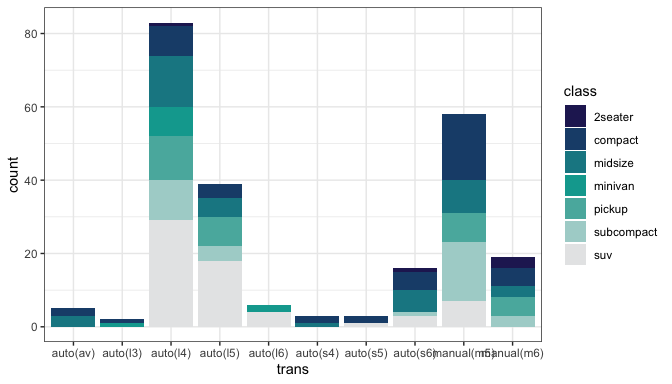 80
60
40
20
0
count
auto(av) auto(l3) auto(l4) auto(l5) auto(l6) auto(s4) auto(s5) auto(s6) manual(m5) manual(m6)
trans
class
2seater
compact
midsize
minivan
pickup
subcompact
suv